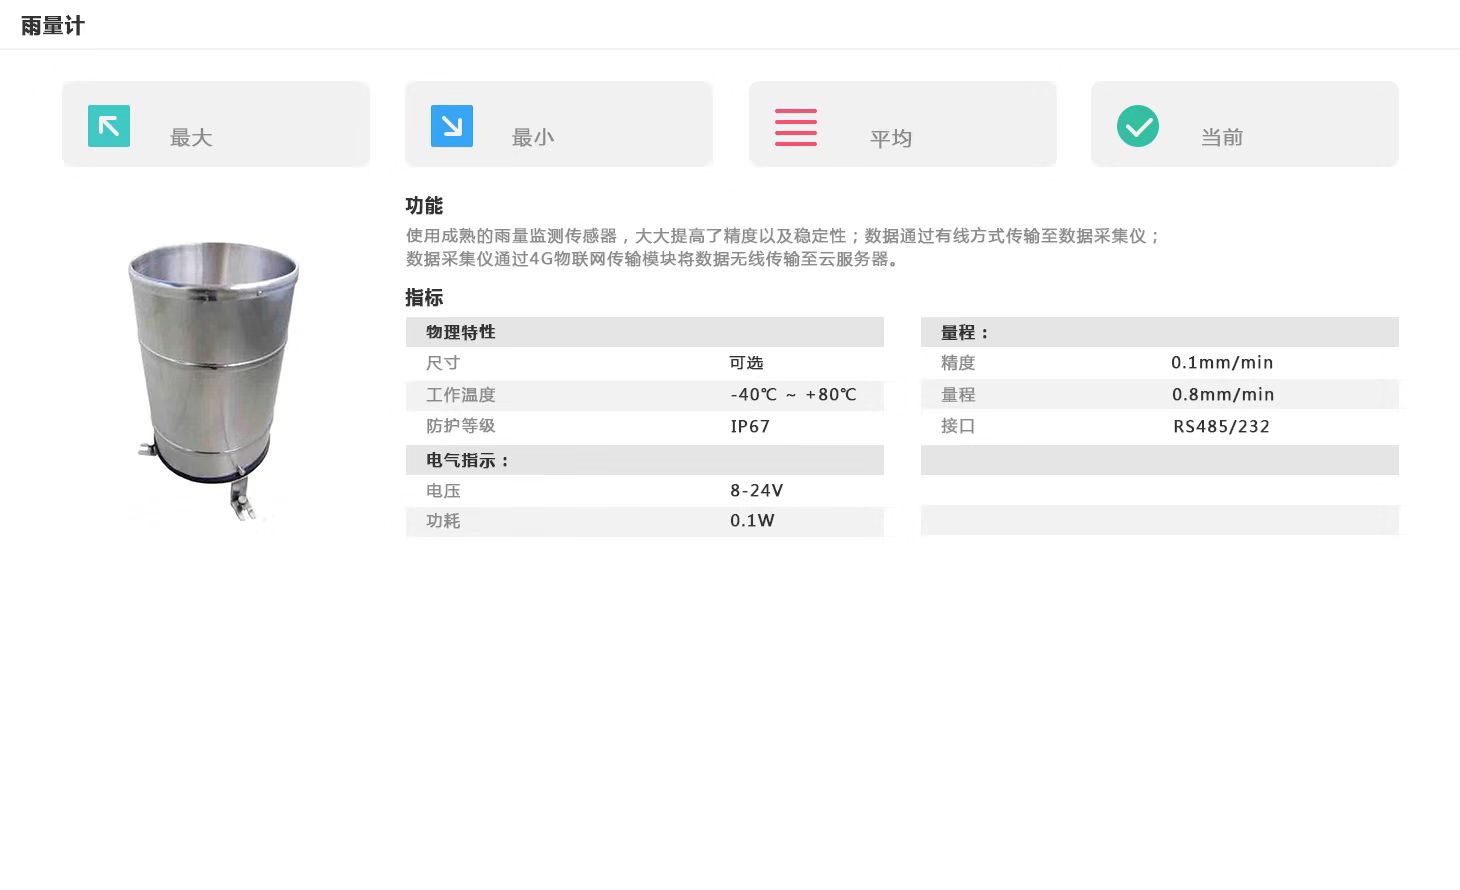 雨量计
最大
最小
平均
当前
功能
使用成熟的雨量监测传感器，大大提高了精度以及稳定性；数据通过有线方式传输至数据采集仪；
数据采集仪通过4G物联网传输模块将数据无线传输至云服务器。
指标
物理特性
尺寸 可选
工作温度 -40℃ ~ +80℃
防护等级 IP67
电气指示：
电压 8-24V
功耗 0.1W
量程：
精度 0.1mm/min
量程 0.8mm/min
接口 RS485/232